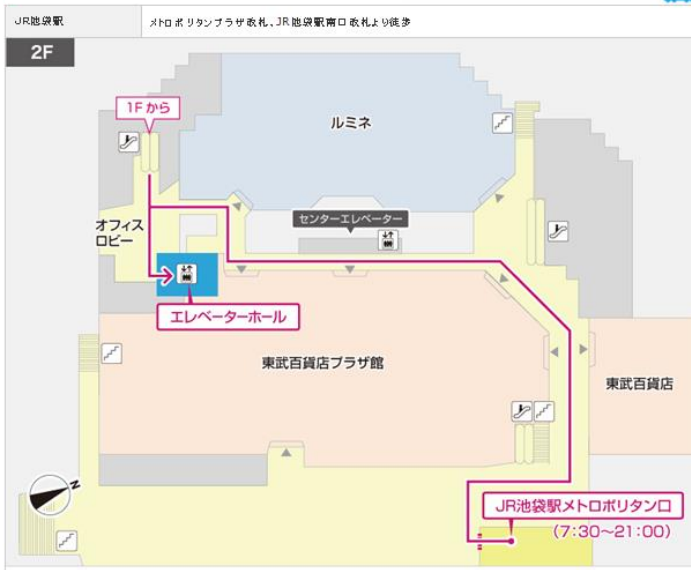 JR池袋駅
メトロポリタンプラザ改札、JR池袋駅南口改札より徒歩
2F
1Fから
ルミネ
センターエレベーター
オフィス
ロビー
エレベーターホール
東武百貨店プラザ館
東武百貨店
N
JR池袋駅メトロポリタン口
(7:30〜21:00)